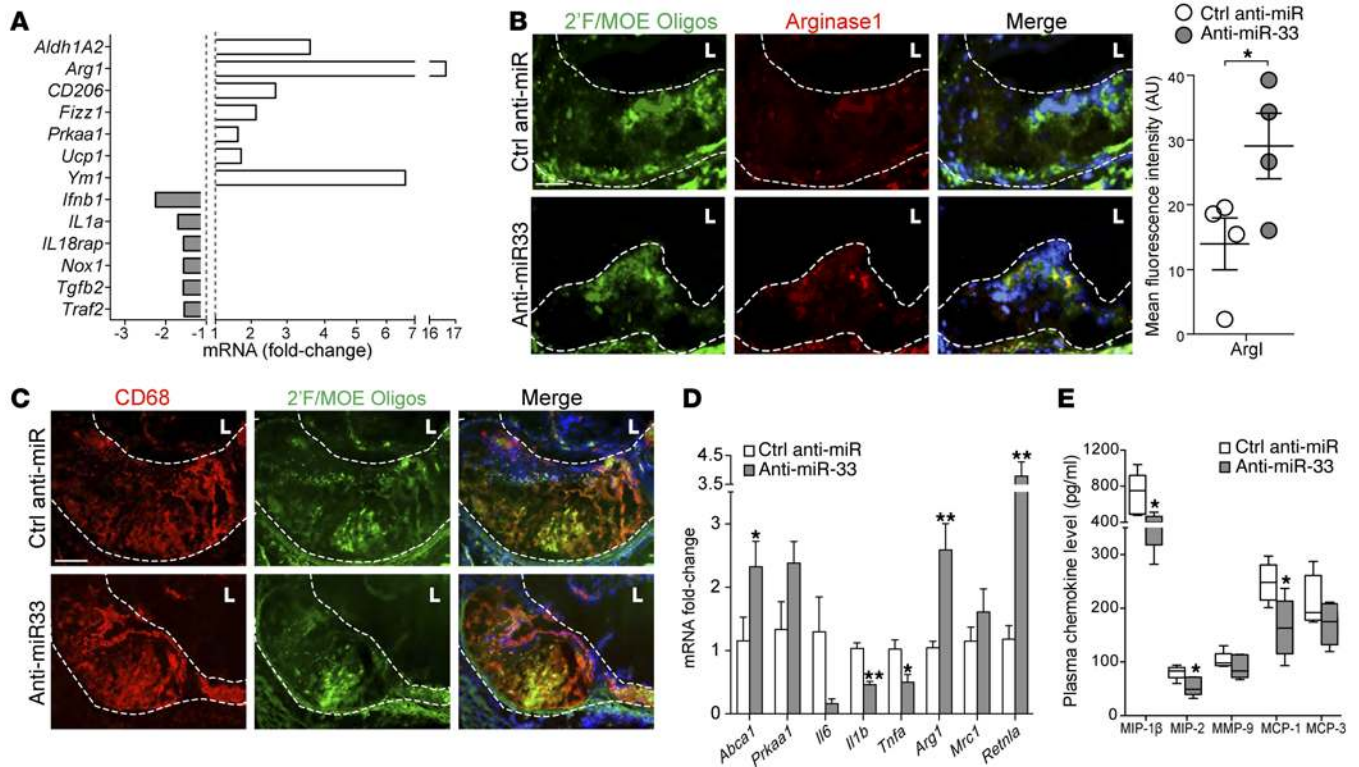 A
Aldh1A2
Arg1
CD206
Fizz1
Prkaa1
Ucp1
Ym1
Ifnb1
IL1a
IL18rap
Nox1
Tgfb2
Traf2
-3 -2 -1 1 2 3 4 5 6 7 16 17
mRNA (fold-change)
B
2'F/MOE Oligos Arginase1 Merge
Ctrl anti-miR
L L L
Anti-miR33
L L L
Ctrl anti-miR
Anti-miR-33
*
Mean fluorescence intensity (AU)
40
30
20
10
0
ArgI
C
CD68 2'F/MOE Oligos Merge
Ctrl anti-miR
L L L
Anti-miR33
L L L
D
Ctrl anti-miR
Anti-miR-33
mRNA fold-change
4.5
3.5
3
2
1
0
* ** * ** **
Abca1 Prkaa1 Il6 Il1b Tnfa Arg1 Mrc1 Retnla
E
Ctrl anti-miR
Anti-miR-33
Plasma chemokine level (pg/ml)
1200
800
400
300
200
100
0
* * *
MIP-1β MIP-2 MMP-9 MCP-1 MCP-3